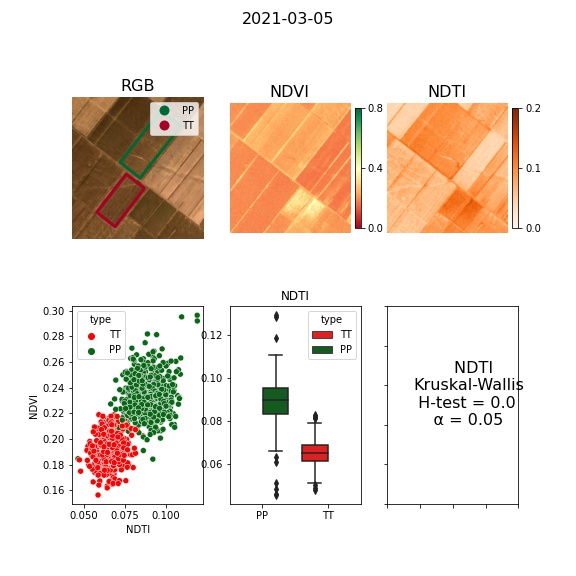 2021-03-05
RGB
PP
TT
NDVI
0.8
0.4
0.0
NDTI
0.2
0.1
0.0
0.30
0.28
0.26
0.24
0.22
0.20
0.18
0.16
NDVI
type
TT
PP
0.050
0.075
0.100
NDTI
NDTI
0.12
0.10
0.08
0.06
type
TT
PP
PP
TT
NDTI
Kruskal-Wallis
H-test = 0.0
α = 0.05